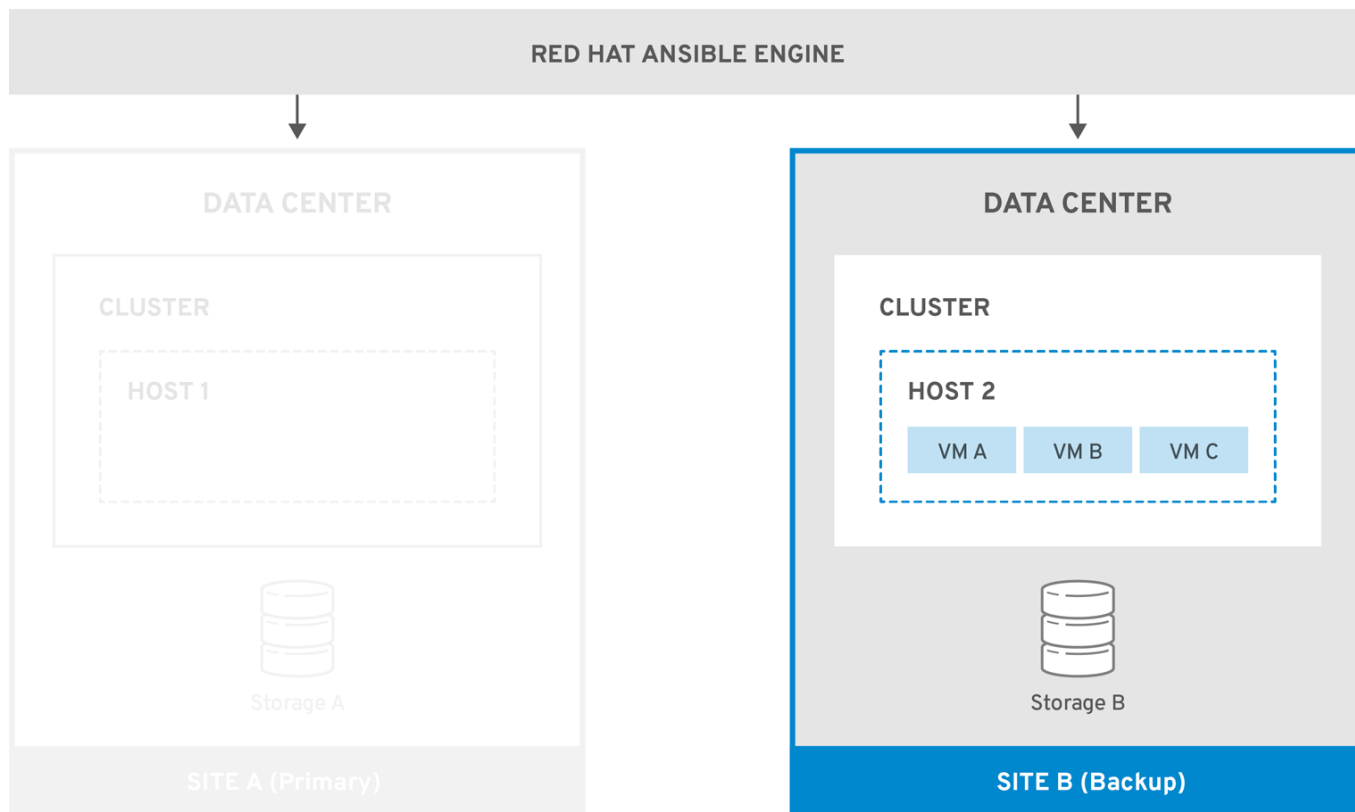 RED HAT ANSIBLE ENGINE
DATA CENTER
CLUSTER
HOST 1
Storage A
SITE A (Primary)
DATA CENTER
CLUSTER
HOST 2
VM A
VM B
VM C
Storage B
SITE B (Backup)